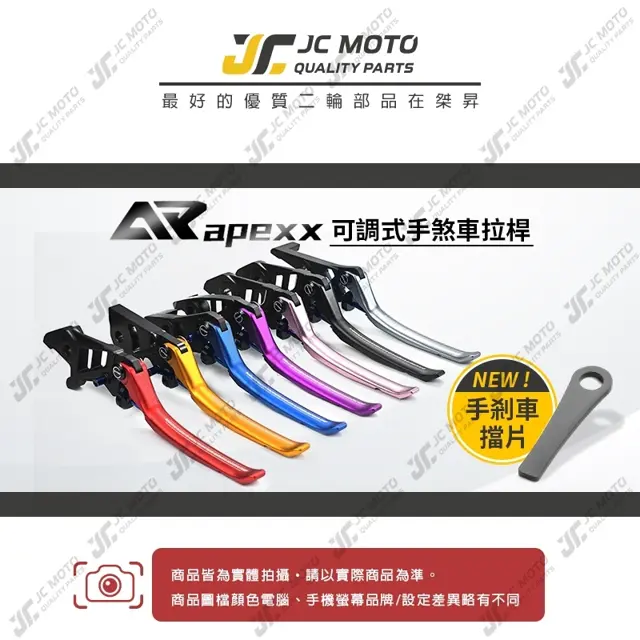 JC MOTO
QUALITY PARTS
最好的優質二輪部品在傑昇
AR apexx 可調式手煞車拉桿
NEW!
手剎車
擋片
商品皆為實體拍攝，請以實際商品為準。
商品圖檔顏色電腦、手機螢幕品牌/設定差異略有不同